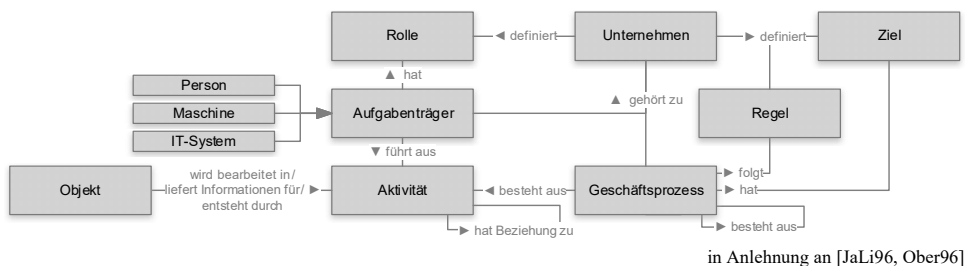 Rolle
◄ definiert
Unternehmen
► definiert
Ziel
▲ hat
Person
Maschine
IT-System
Aufgabenträger
▲ gehört zu
Regel
▼ führt aus
Objekt
wird bearbeitet in/
liefert Informationen für/ ►
entsteht durch
Aktivität
◄ besteht aus
Geschäftsprozess
► folgt
► hat
► hat Beziehung zu
► besteht aus
in Anlehnung an [JaLi96, Ober96]